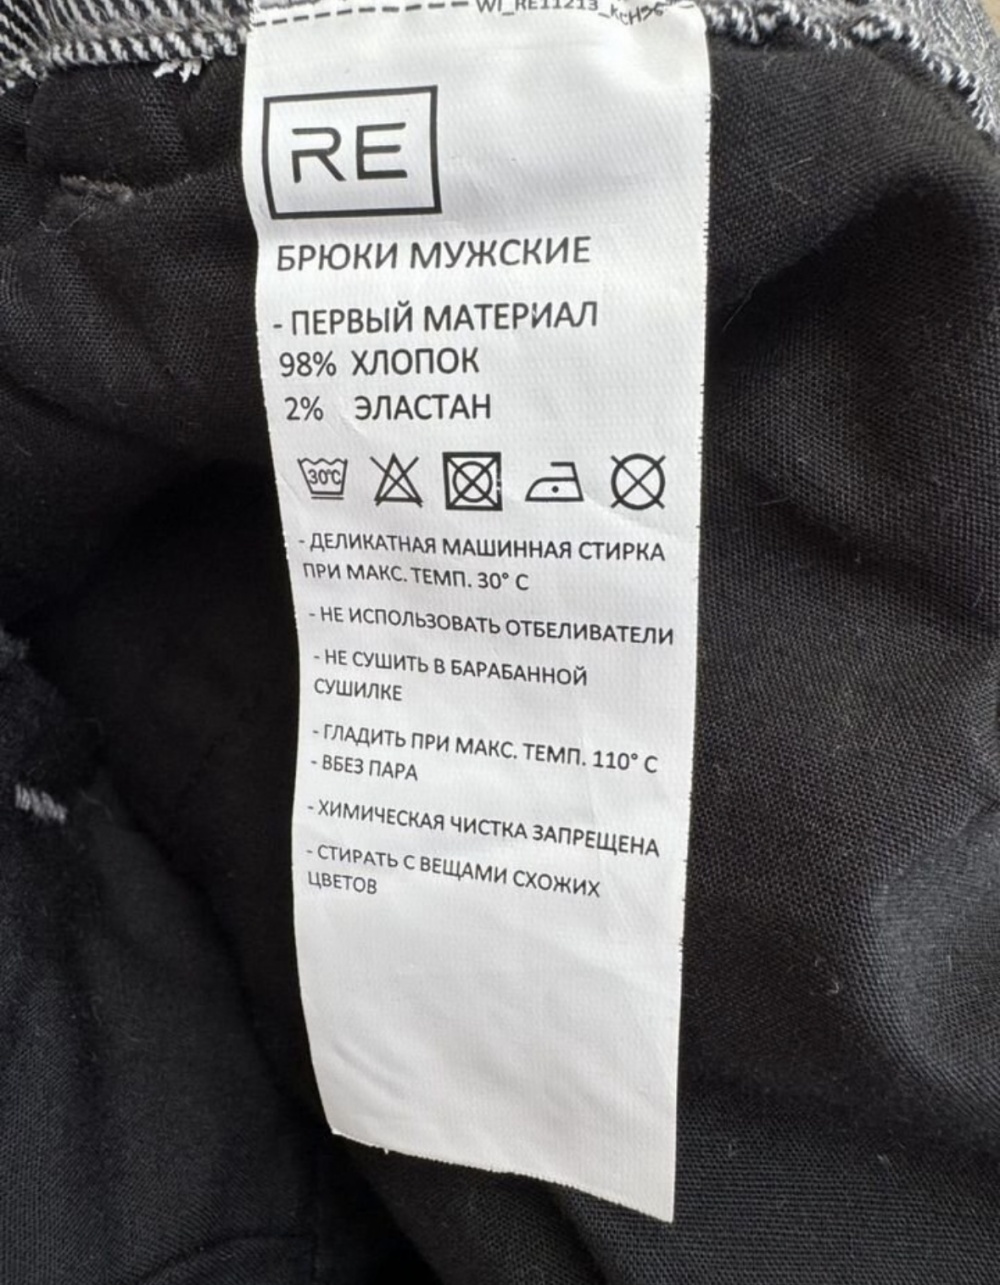 WI_RE11213_
RE
БРЮКИ МУЖСКИЕ
- ПЕРВЫЙ МАТЕРИАЛ
98% ХЛОПОК
2% ЭЛАСТАН
30°C
- ДЕЛИКАТНАЯ МАШИННАЯ СТИРКА
ПРИ МАКС. ТЕМП. 30° С
- НЕ ИСПОЛЬЗОВАТЬ ОТБЕЛИВАТЕЛИ
- НЕ СУШИТЬ В БАРАБАННОЙ
СУШИЛКЕ
- ГЛАДИТЬ ПРИ МАКС. ТЕМП. 110° С
- ВБЕЗ ПАРА
- ХИМИЧЕСКАЯ ЧИСТКА ЗАПРЕЩЕНА
- СТИРАТЬ С ВЕЩАМИ СХОЖИХ
ЦВЕТОВ